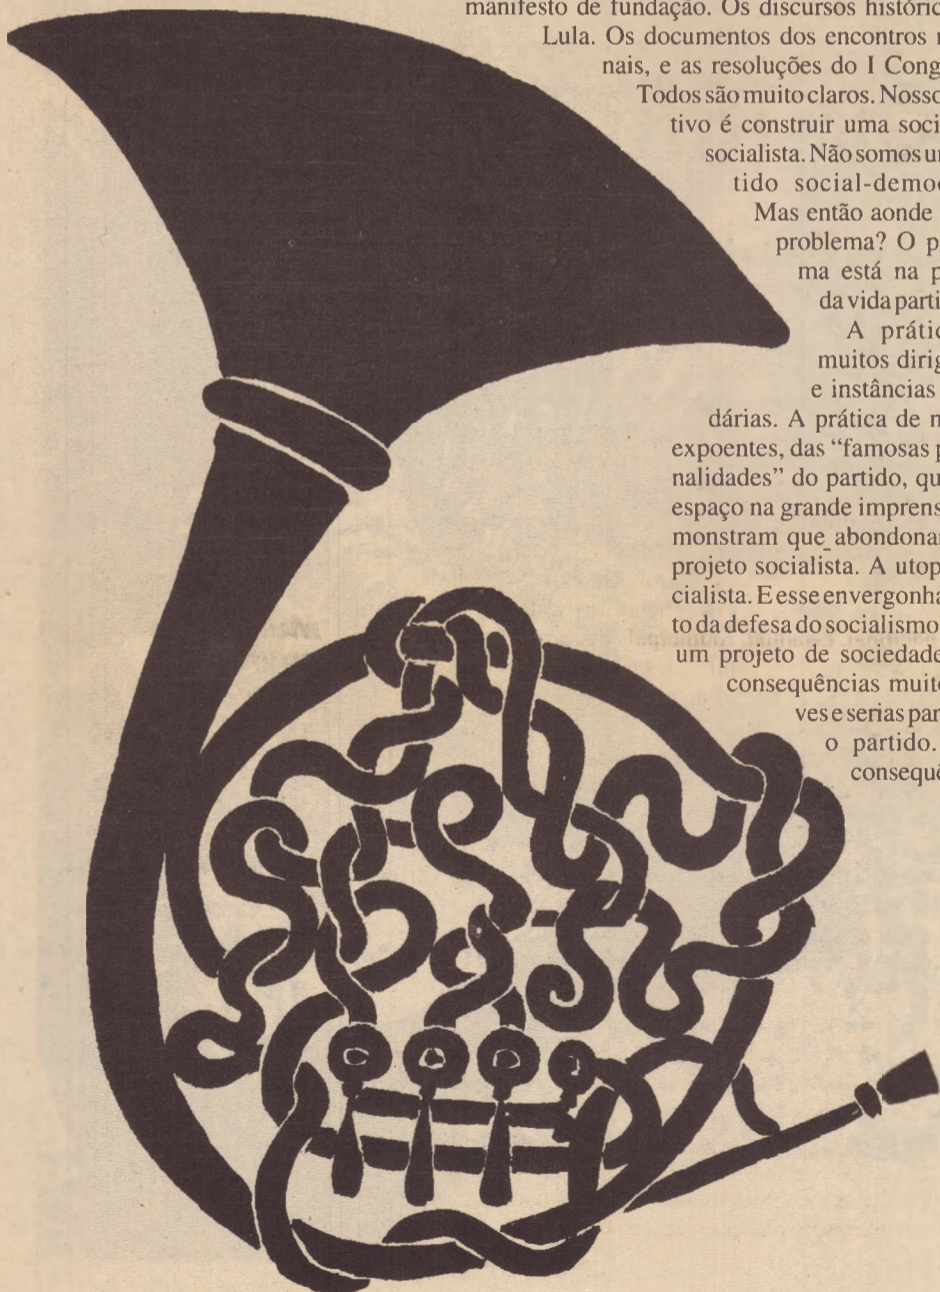 manifesto de fundação. Os discursos históric
Lula. Os documentos dos encontros
nais, e as resoluções do I Cong
Todos são muito claros. Nosso
tivo é construir uma soci
socialista. Não somos u
tido social-democ
Mas então aonde
problema? O p
ma está na p
da vida parti
A prátic
muitos dirig
e instâncias
dárias. A prática de n
expoentes, das “famosas p
nalidades” do partido, qu
espaço na grande imprens
monstram que abondona
projeto socialista. A utop
cialista. E esse envergonha
to da defesa do socialismo
um projeto de sociedade
consequências muito
ves e serias par
o partido.
consequê